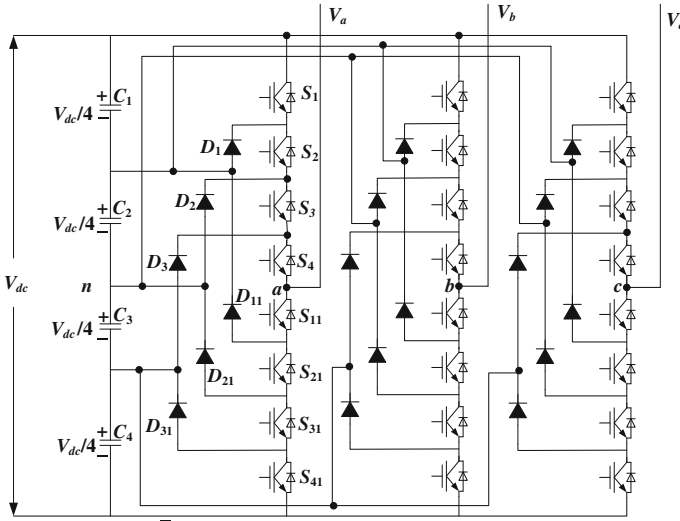 V_a
V_b
V_c
S_1
+ C_1
V_dc/4
D_1
S_2
+ C_2
V_dc/4
D_2
S_3
D_3
S_4
V_dc
n
a
b
c
D_11
S_11
+ C_3
V_dc/4
D_21
S_21
D_31
S_31
+ C_4
V_dc/4
S_41